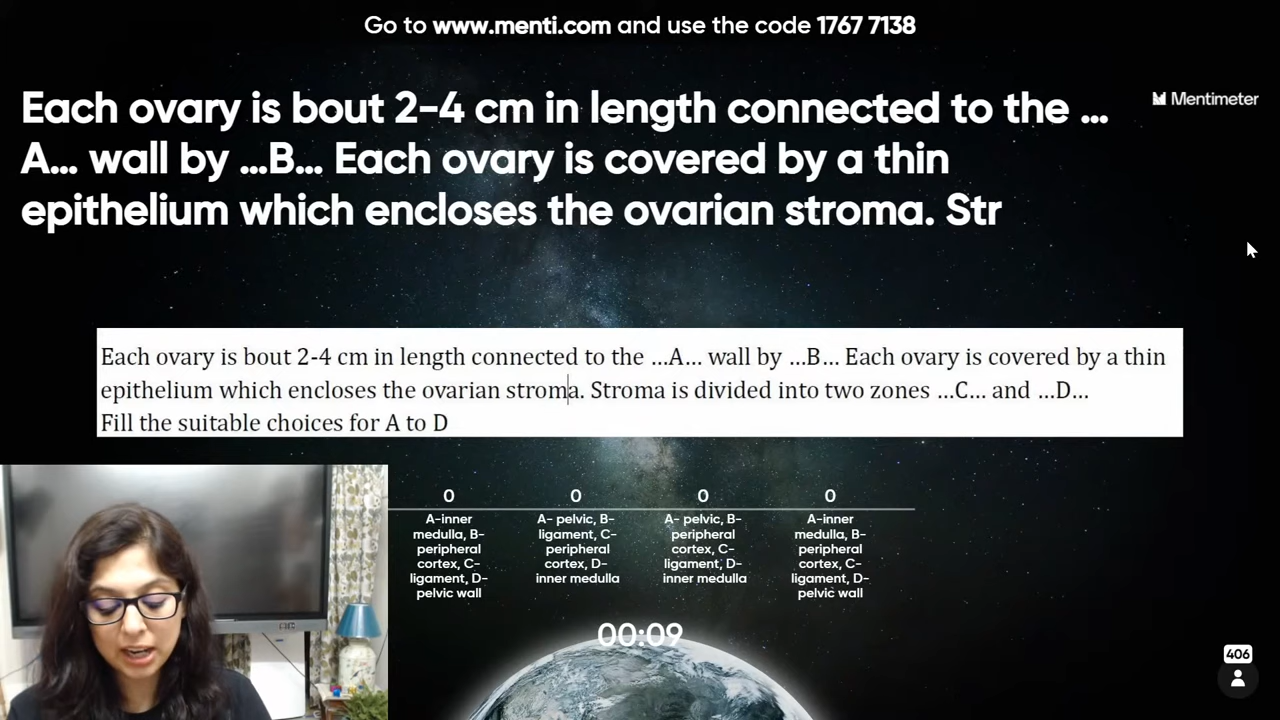 Go to www.menti.com and use the code 1767 7138
Mentimeter
Each ovary is bout 2-4 cm in length connected to the ...
A... wall by ...B... Each ovary is covered by a thin
epithelium which encloses the ovarian stroma. Str
Each ovary is bout 2-4 cm in length connected to the ...A... wall by ...B... Each ovary is covered by a thin
epithelium which encloses the ovarian stroma. Stroma is divided into two zones ...C... and ...D...
Fill the suitable choices for A to D
0
A-inner
medulla, B-
peripheral
cortex, C-
ligament, D-
pelvic wall
0
A- pelvic, B-
ligament, C-
peripheral
cortex, D-
inner medulla
0
A- pelvic, B-
peripheral
cortex, C-
ligament, D-
inner medulla
0
A-inner
medulla, B-
peripheral
cortex, C-
ligament, D-
pelvic wall
00:09
406